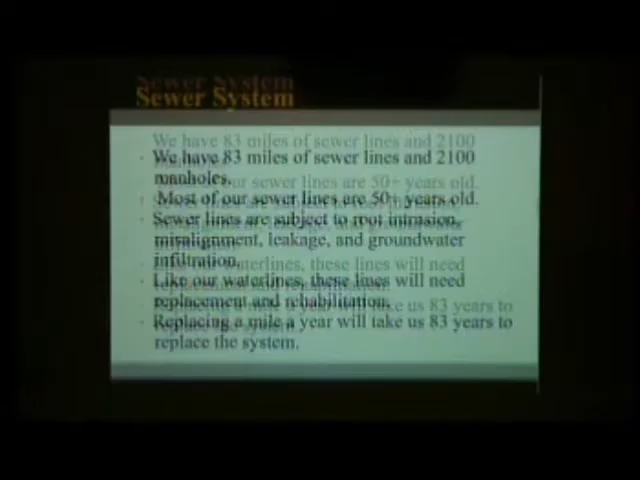 Sewer System
· We have 83 miles of sewer lines and 2100
manholes.
· Most of our sewer lines are 50+ years old.
· Sewer lines are subject to root intrusion,
misalignment, leakage, and groundwater
infiltration.
· Like our waterlines, these lines will need
replacement and rehabilitation.
· Replacing a mile a year will take us 83 years to
replace the system.